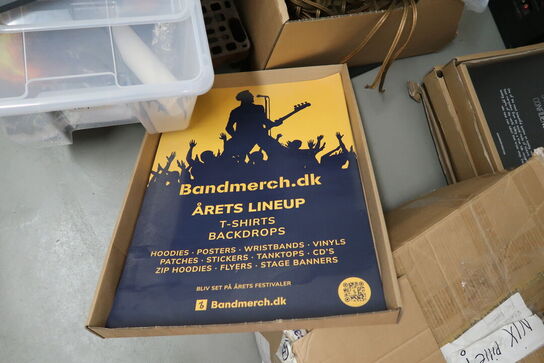 Bandmerch.dk
ÅRETS LINEUP
T-SHIRTS
BACKDROPS
HOODIES · POSTERS · WRISTBANDS · VINYLS
PATCHES · STICKERS · TANKTOPS · CD'S
ZIP HOODIES · FLYERS · STAGE BANNERS
BLIV SET PÅ ÅRETS FESTIVALER
Bandmerch.dk
MIX